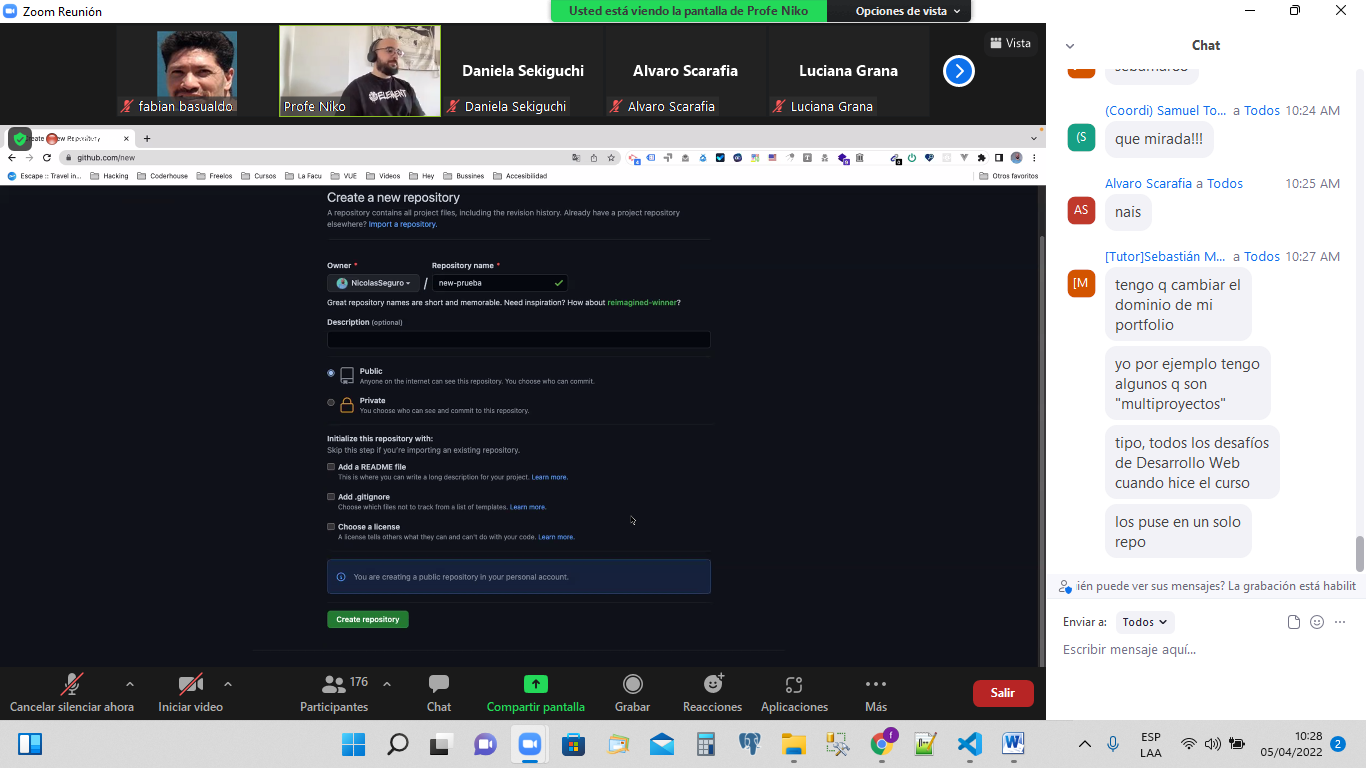 Zoom Reunión
Usted está viendo la pantalla de Profe Niko
Opciones de vista
fabian basualdo
Profe Niko
ELEMENT
Daniela Sekiguchi
Daniela Sekiguchi
Alvaro Scarafia
Alvaro Scarafia
Luciana Grana
Luciana Grana
Vista
github.com/new
Escape :: Travel in...
Hacking
Coderhouse
Freelos
Cursos
La Facu
VUE
Videos
Hey
Bussines
Accesibilidad
Otros favoritos
Create a new repository
A repository contains all project files, including the revision history. Already have a project repository
elsewhere? Import a repository.
Owner *
Repository name *
NicolasSeguro
/
new-prueba
Great repository names are short and memorable. Need inspiration? How about reimagined-winner?
Description (optional)
Public
Anyone on the internet can see this repository. You choose who can commit.
Private
You choose who can see and commit to this repository.
Initialize this repository with:
Skip this step if you're importing an existing repository.
Add a README file
This is where you can write a long description for your project. Learn more.
Add .gitignore
Choose which files not to track from a list of templates. Learn more.
Choose a license
A license tells others what they can and can't do with your code. Learn more.
You are creating a public repository in your personal account.
Create repository
Chat
(Coordi) Samuel To... a Todos 10:24 AM
(S
que mirada!!!
Alvaro Scarafia a Todos 10:25 AM
AS
nais
[Tutor]Sebastián M... a Todos 10:27 AM
[M
tengo q cambiar el
dominio de mi
portfolio
yo por ejemplo tengo
algunos q son
"multiproyectos"
tipo, todos los desafíos
de Desarrollo Web
cuando hice el curso
los puse en un solo
repo
ién puede ver sus mensajes? La grabación está habilit
Enviar a: Todos
Escribir mensaje aquí...
Cancelar silenciar ahora
Iniciar video
Participantes
176
Chat
Compartir pantalla
Grabar
Reacciones
Aplicaciones
Más
Salir
f
ESP
LAA
10:28
05/04/2022
2